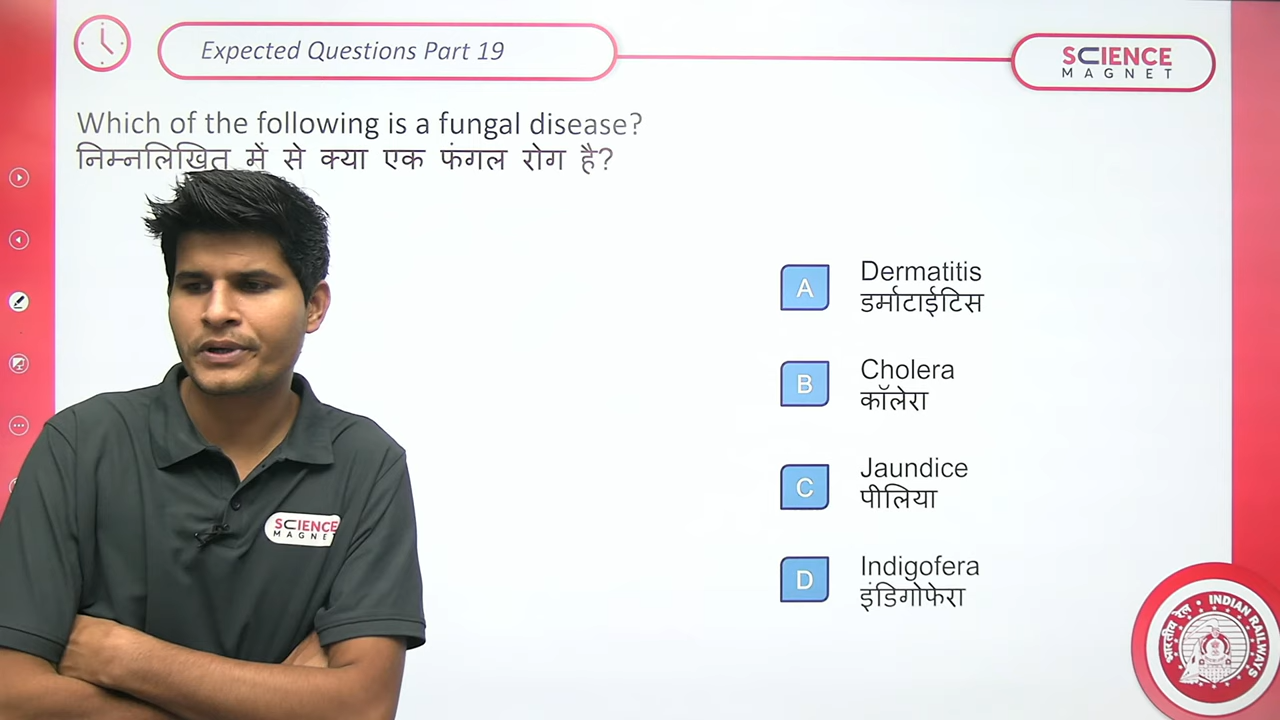 Expected Questions Part 19
SCIENCE
MAGNET
Which of the following is a fungal disease?
निम्नलिखित में से क्या एक फंगल रोग है?
A
Dermatitis
डर्माटाईटिस
B
Cholera
कॉलेरा
C
Jaundice
पीलिया
D
Indigofera
इंडिगोफेरा
SCIENCE
MAGNET
भारतीय रेल • INDIAN RAILWAYS